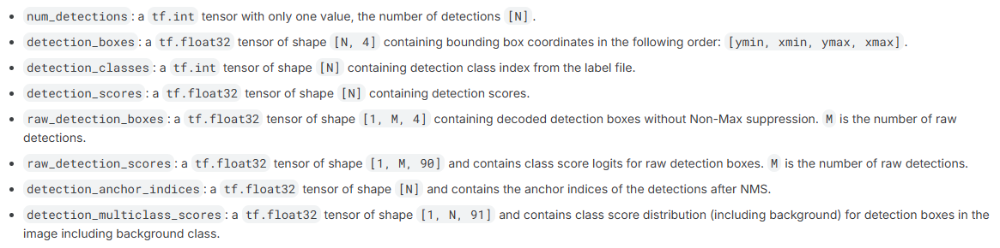 num_detections: a tf.int tensor with only one value, the number of detections [N].
detection_boxes: a tf.float32 tensor of shape [N, 4] containing bounding box coordinates in the following order: [ymin, xmin, ymax, xmax].
detection_classes: a tf.int tensor of shape [N] containing detection class index from the label file.
detection_scores: a tf.float32 tensor of shape [N] containing detection scores.
raw_detection_boxes: a tf.float32 tensor of shape [1, M, 4] containing decoded detection boxes without Non-Max suppression. M is the number of raw
detections.
raw_detection_scores: a tf.float32 tensor of shape [1, M, 90] and contains class score logits for raw detection boxes. M is the number of raw detections.
detection_anchor_indices: a tf.float32 tensor of shape [N] and contains the anchor indices of the detections after NMS.
detection_multiclass_scores: a tf.float32 tensor of shape [1, N, 91] and contains class score distribution (including background) for detection boxes in the
image including background class.